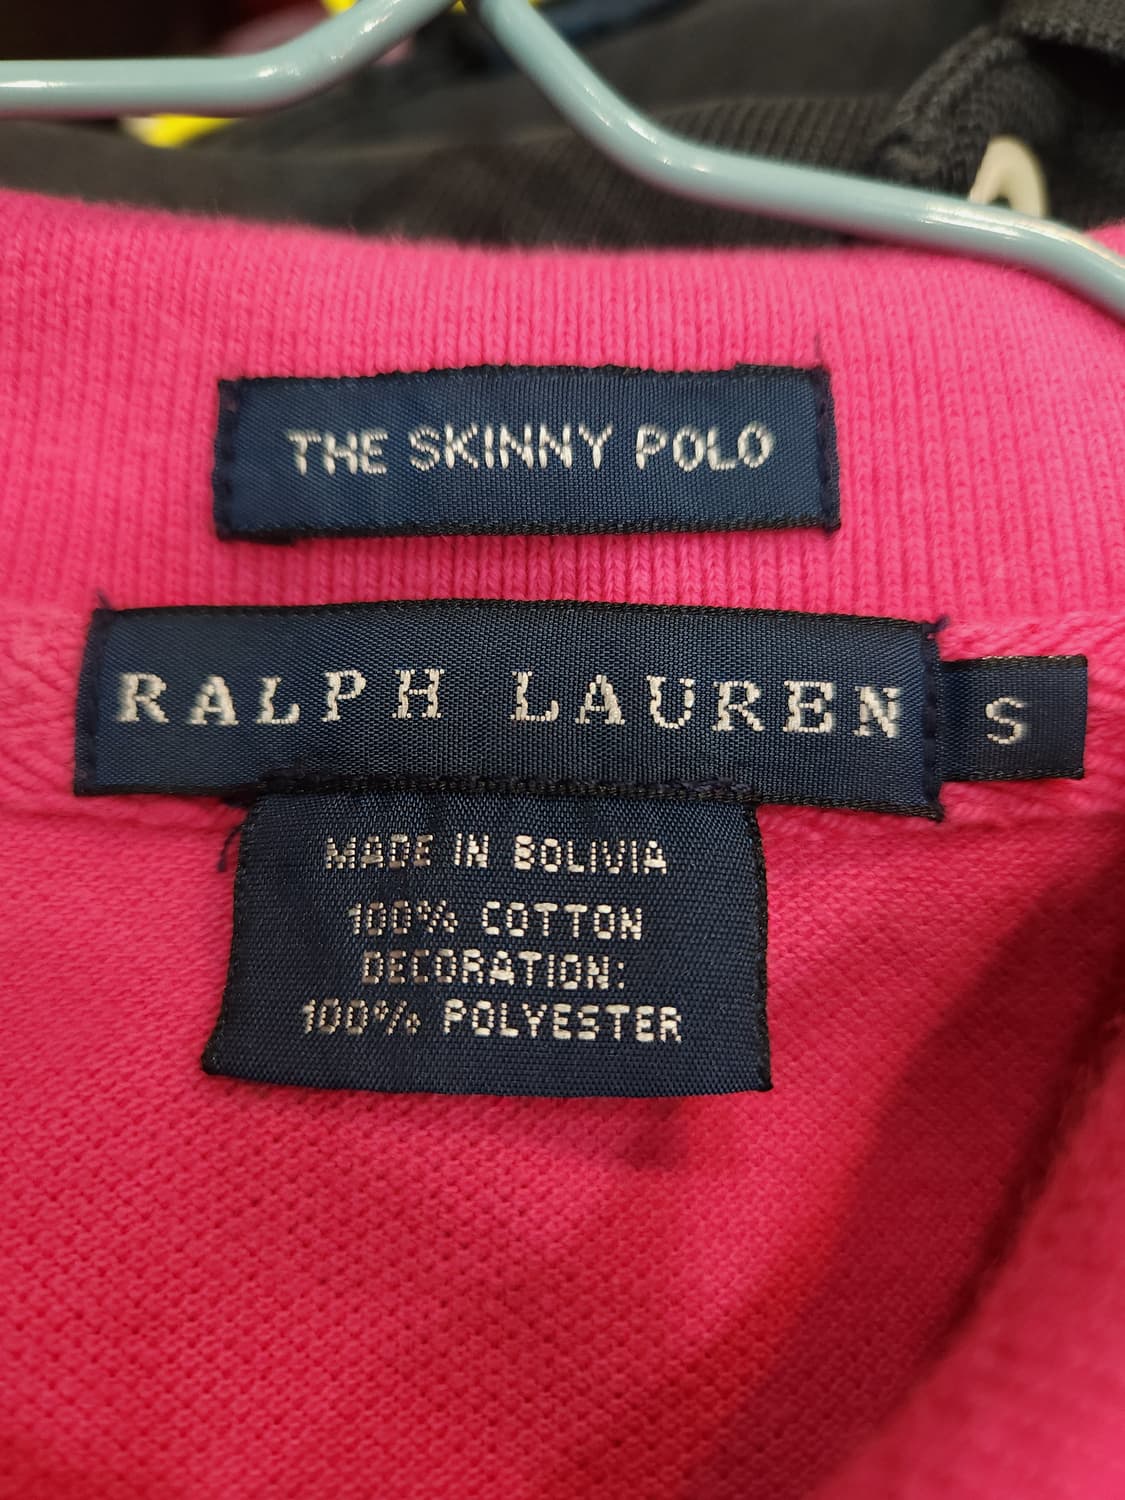 THE SKINNY POLO
RALPH LAUREN
S
MADE IN BOLIVIA
100% COTTON
DECORATION:
100% POLYESTER